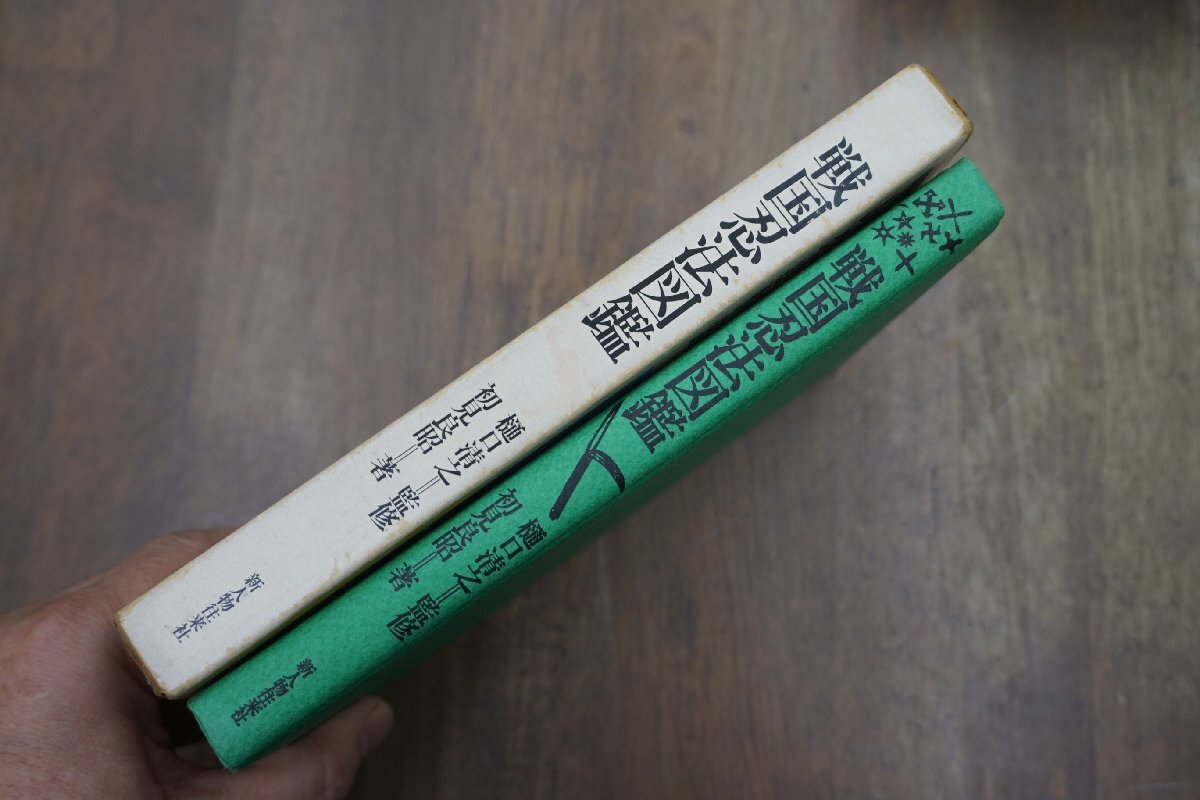 戦国忍法図鑑
樋口清之＝監修
初見良昭＝著
新人物往来社
戦国忍法図鑑
樋口清之＝監修
初見良昭＝著
新人物往来社